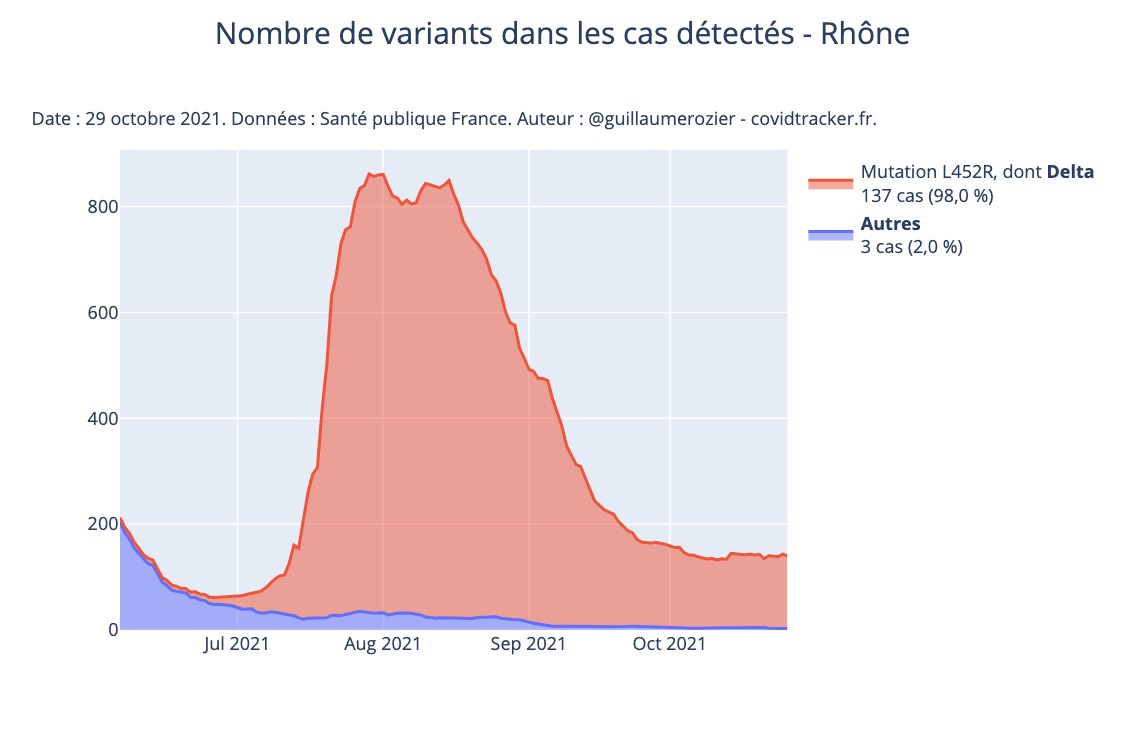 Nombre de variants dans les cas détectés - Rhône
Date : 29 octobre 2021. Données : Santé publique France. Auteur : @guillaumerozier - covidtracker.fr.
Mutation L452R, dont Delta
137 cas (98,0 %)
Autres
3 cas (2,0 %)
800
600
400
200
0
Jul 2021
Aug 2021
Sep 2021
Oct 2021